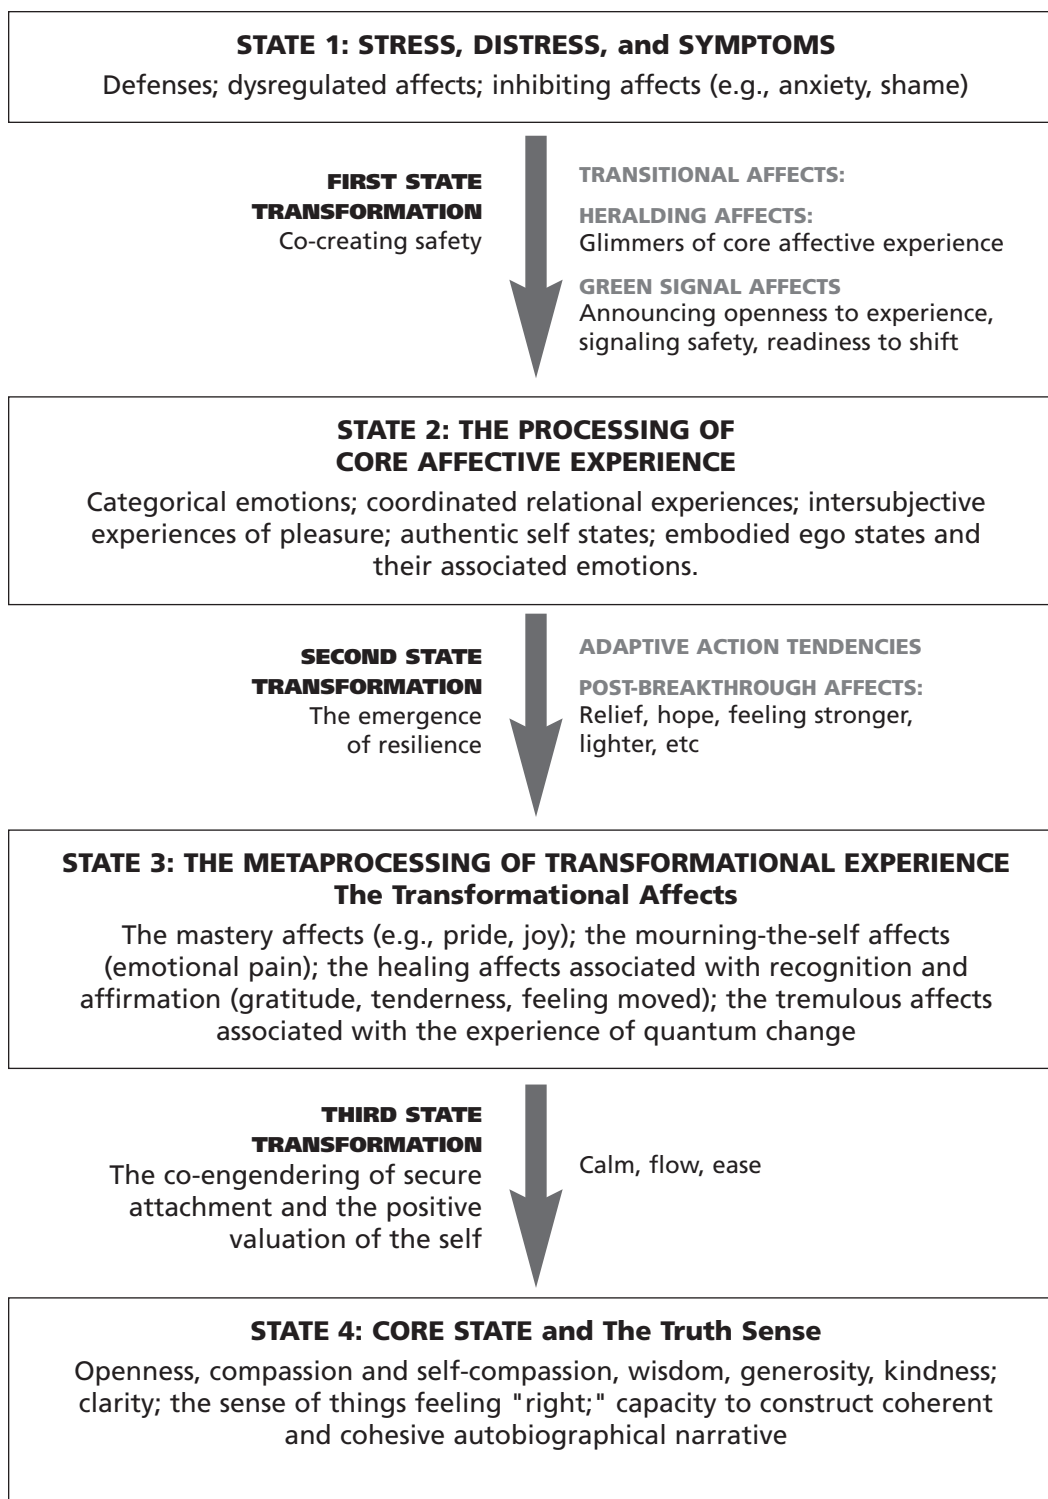 STATE 1: STRESS, DISTRESS, and SYMPTOMS
Defenses; dysregulated affects; inhibiting affects (e.g., anxiety, shame)
FIRST STATE
TRANSFORMATION
Co-creating safety
TRANSITIONAL AFFECTS:
HERALDING AFFECTS:
Glimmers of core affective experience
GREEN SIGNAL AFFECTS
Announcing openness to experience,
signaling safety, readiness to shift
STATE 2: THE PROCESSING OF
CORE AFFECTIVE EXPERIENCE
Categorical emotions; coordinated relational experiences; intersubjective
experiences of pleasure; authentic self states; embodied ego states and
their associated emotions.
SECOND STATE
TRANSFORMATION
The emergence
of resilience
ADAPTIVE ACTION TENDENCIES
POST-BREAKTHROUGH AFFECTS:
Relief, hope, feeling stronger,
lighter, etc
STATE 3: THE METAPROCESSING OF TRANSFORMATIONAL EXPERIENCE
The Transformational Affects
The mastery affects (e.g., pride, joy); the mourning-the-self affects
(emotional pain); the healing affects associated with recognition and
affirmation (gratitude, tenderness, feeling moved); the tremulous affects
associated with the experience of quantum change
THIRD STATE
TRANSFORMATION
The co-engendering of secure
attachment and the positive
valuation of the self
Calm, flow, ease
STATE 4: CORE STATE and The Truth Sense
Openness, compassion and self-compassion, wisdom, generosity, kindness;
clarity; the sense of things feeling "right;" capacity to construct coherent
and cohesive autobiographical narrative